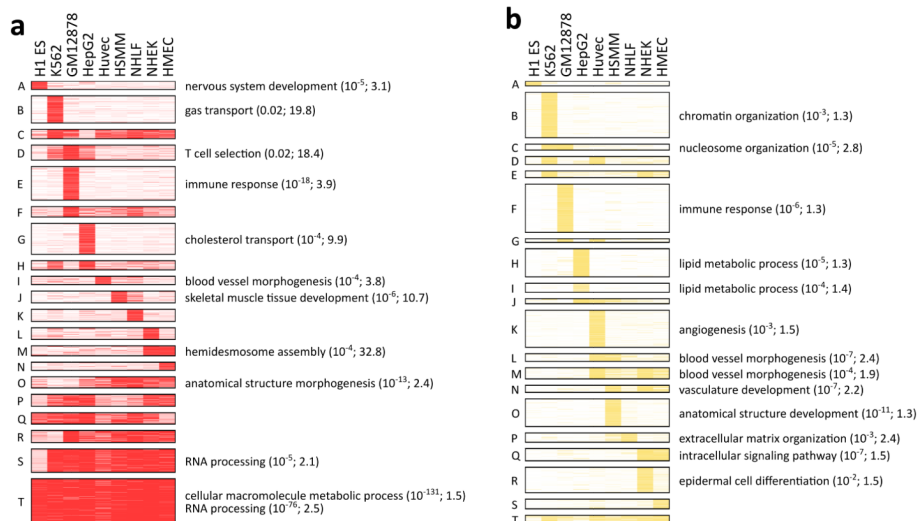 a
H1 ES
K562
GM12878
HepG2
Huvec
HSMM
NHLF
NHEK
HMEC
A nervous system development (10⁻⁵; 3.1)
B gas transport (0.02; 19.8)
C
D T cell selection (0.02; 18.4)
E immune response (10⁻¹⁸; 3.9)
F
G cholesterol transport (10⁻⁴; 9.9)
H
I blood vessel morphogenesis (10⁻⁴; 3.8)
J skeletal muscle tissue development (10⁻⁶; 10.7)
K
L
M hemidesmosome assembly (10⁻⁴; 32.8)
N
O anatomical structure morphogenesis (10⁻¹³; 2.4)
P
Q
R
S RNA processing (10⁻⁵; 2.1)
T cellular macromolecule metabolic process (10⁻¹³¹; 1.5)
RNA processing (10⁻⁷⁶; 2.5)
b
H1 ES
K562
GM12878
HepG2
Huvec
HSMM
NHLF
NHEK
HMEC
A
B chromatin organization (10⁻³; 1.3)
C nucleosome organization (10⁻⁵; 2.8)
D
E
F immune response (10⁻⁶; 1.3)
G
H lipid metabolic process (10⁻⁵; 1.3)
I lipid metabolic process (10⁻⁴; 1.4)
J
K angiogenesis (10⁻³; 1.5)
L blood vessel morphogenesis (10⁻⁷; 2.4)
M blood vessel morphogenesis (10⁻⁴; 1.9)
N vasculature development (10⁻⁷; 2.2)
O anatomical structure development (10⁻¹¹; 1.3)
P extracellular matrix organization (10⁻³; 2.4)
Q intracellular signaling pathway (10⁻⁷; 1.5)
R epidermal cell differentiation (10⁻²; 1.5)
S
T